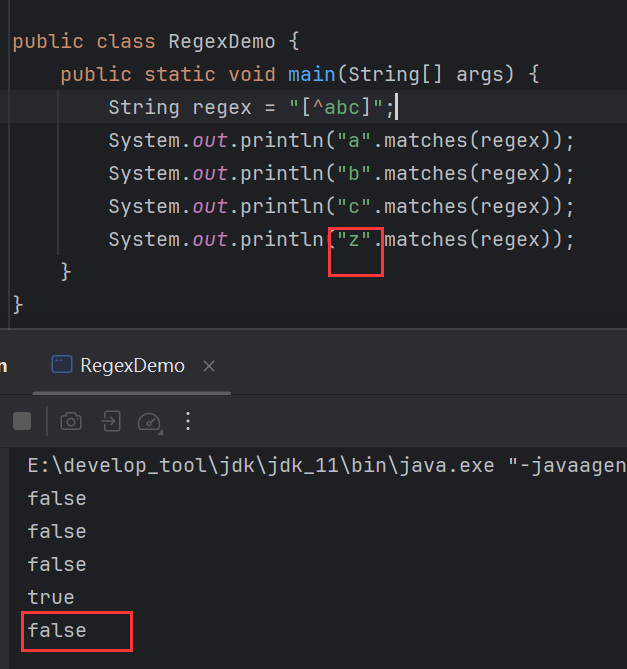 public class RegexDemo {
public static void main(String[] args) {
String regex = "[^abc]";
System.out.println("a".matches(regex));
System.out.println("b".matches(regex));
System.out.println("c".matches(regex));
System.out.println("z".matches(regex));
}
}
n
RegexDemo
E:\develop_tool\jdk\jdk_11\bin\java.exe "-javaagen
false
false
false
true
false